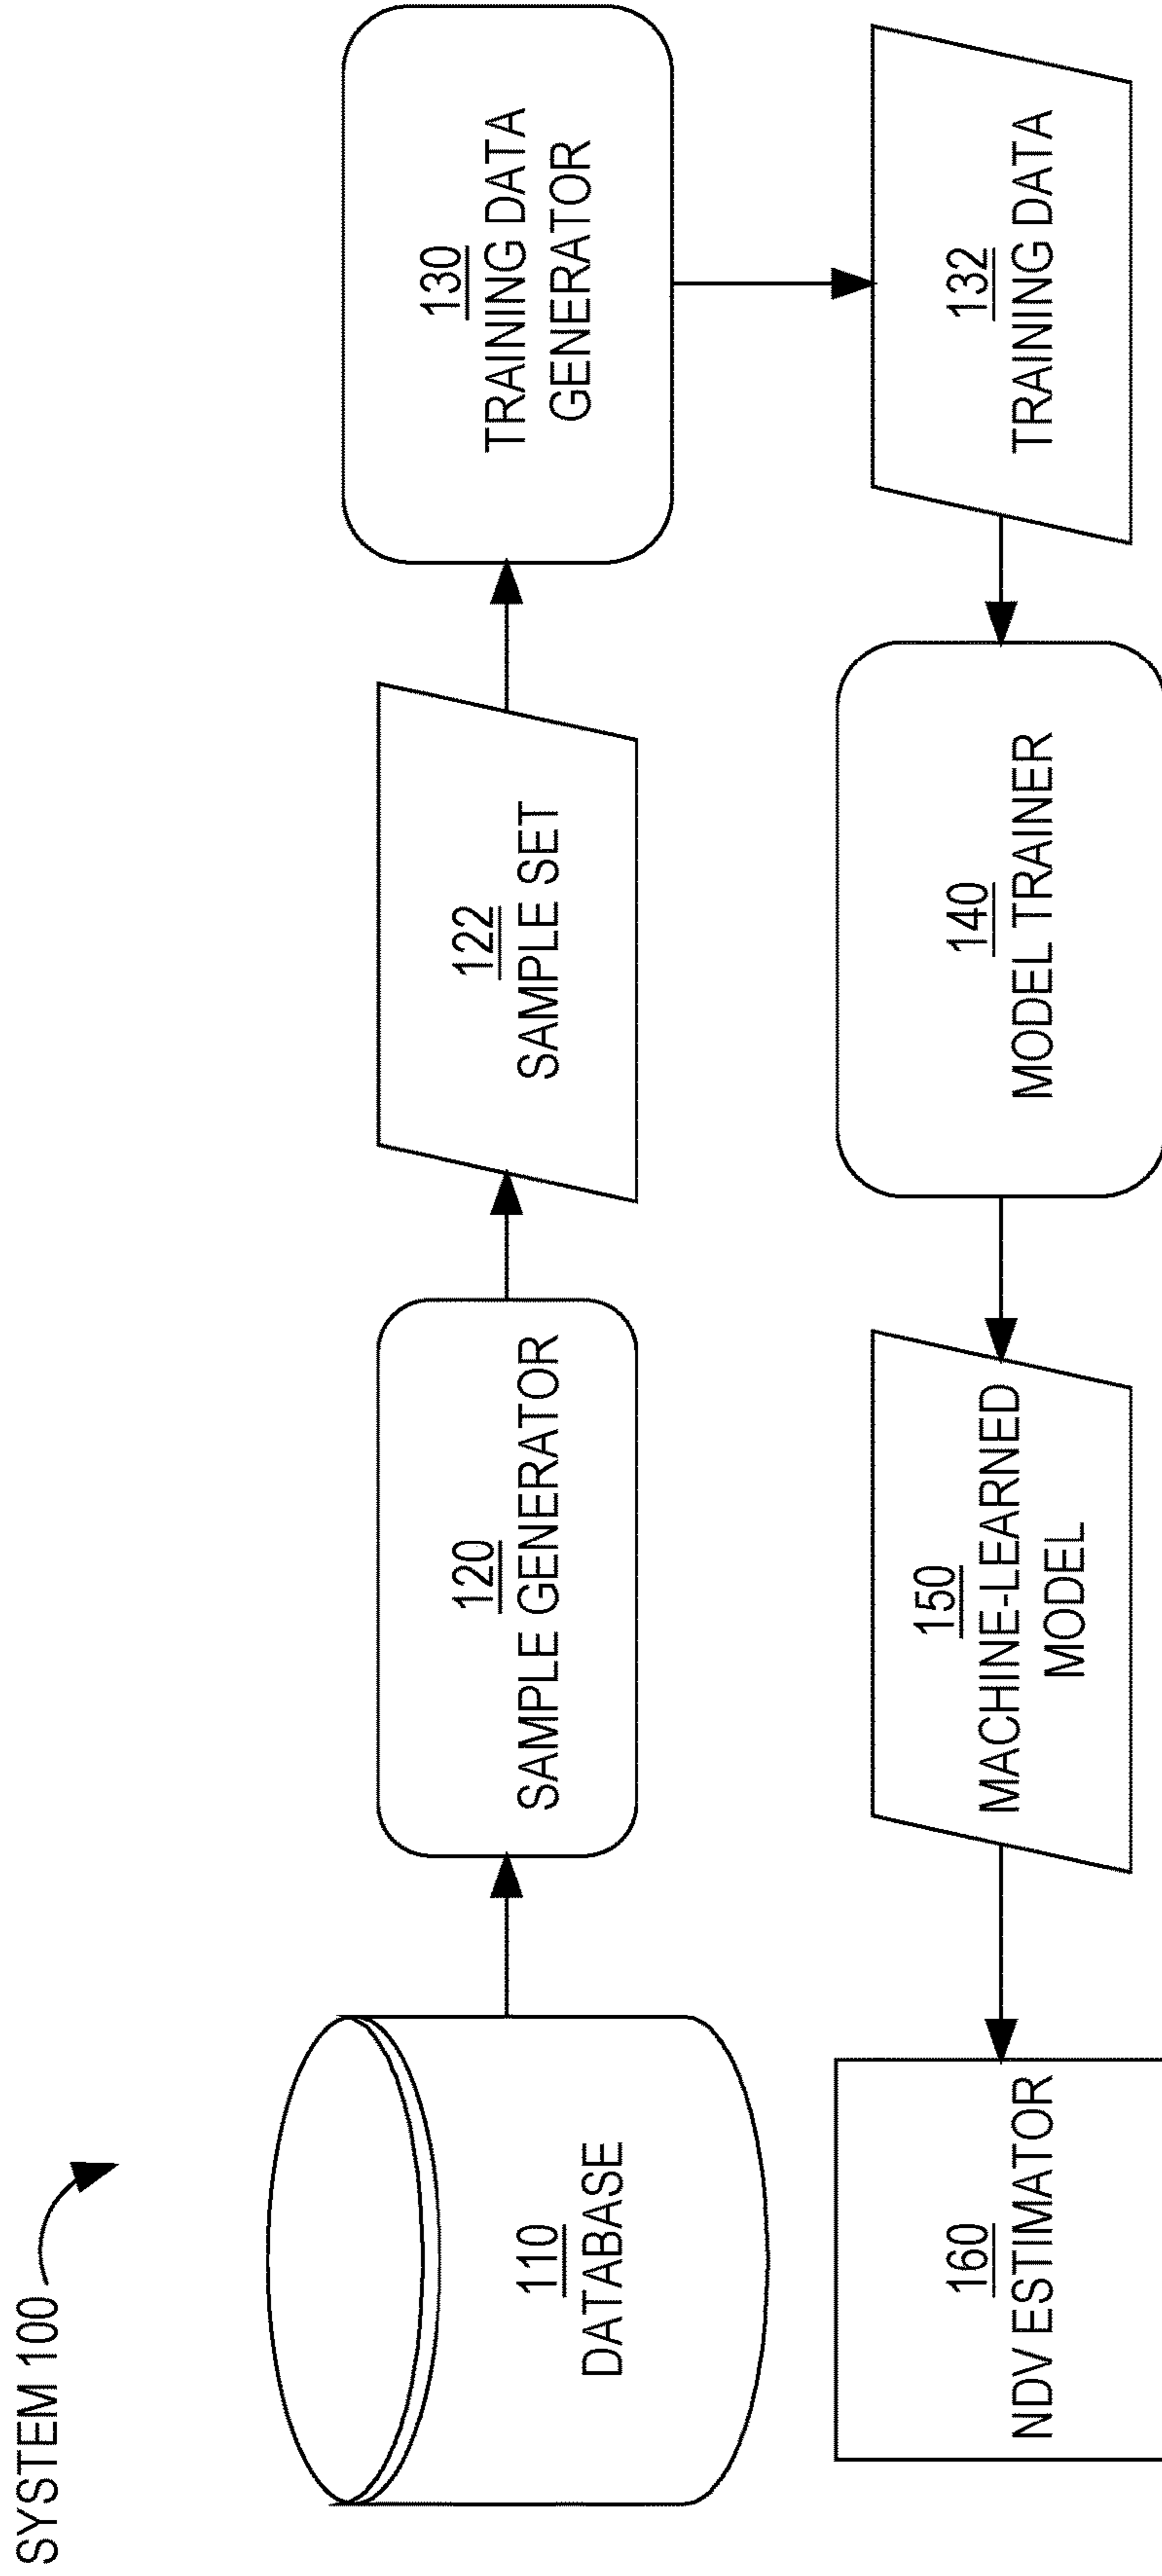 SYSTEM 100
110
DATABASE
120
SAMPLE GENERATOR
122
SAMPLE SET
130
TRAINING DATA
GENERATOR
160
NDV ESTIMATOR
150
MACHINE-LEARNED
MODEL
140
MODEL TRAINER
132
TRAINING DATA